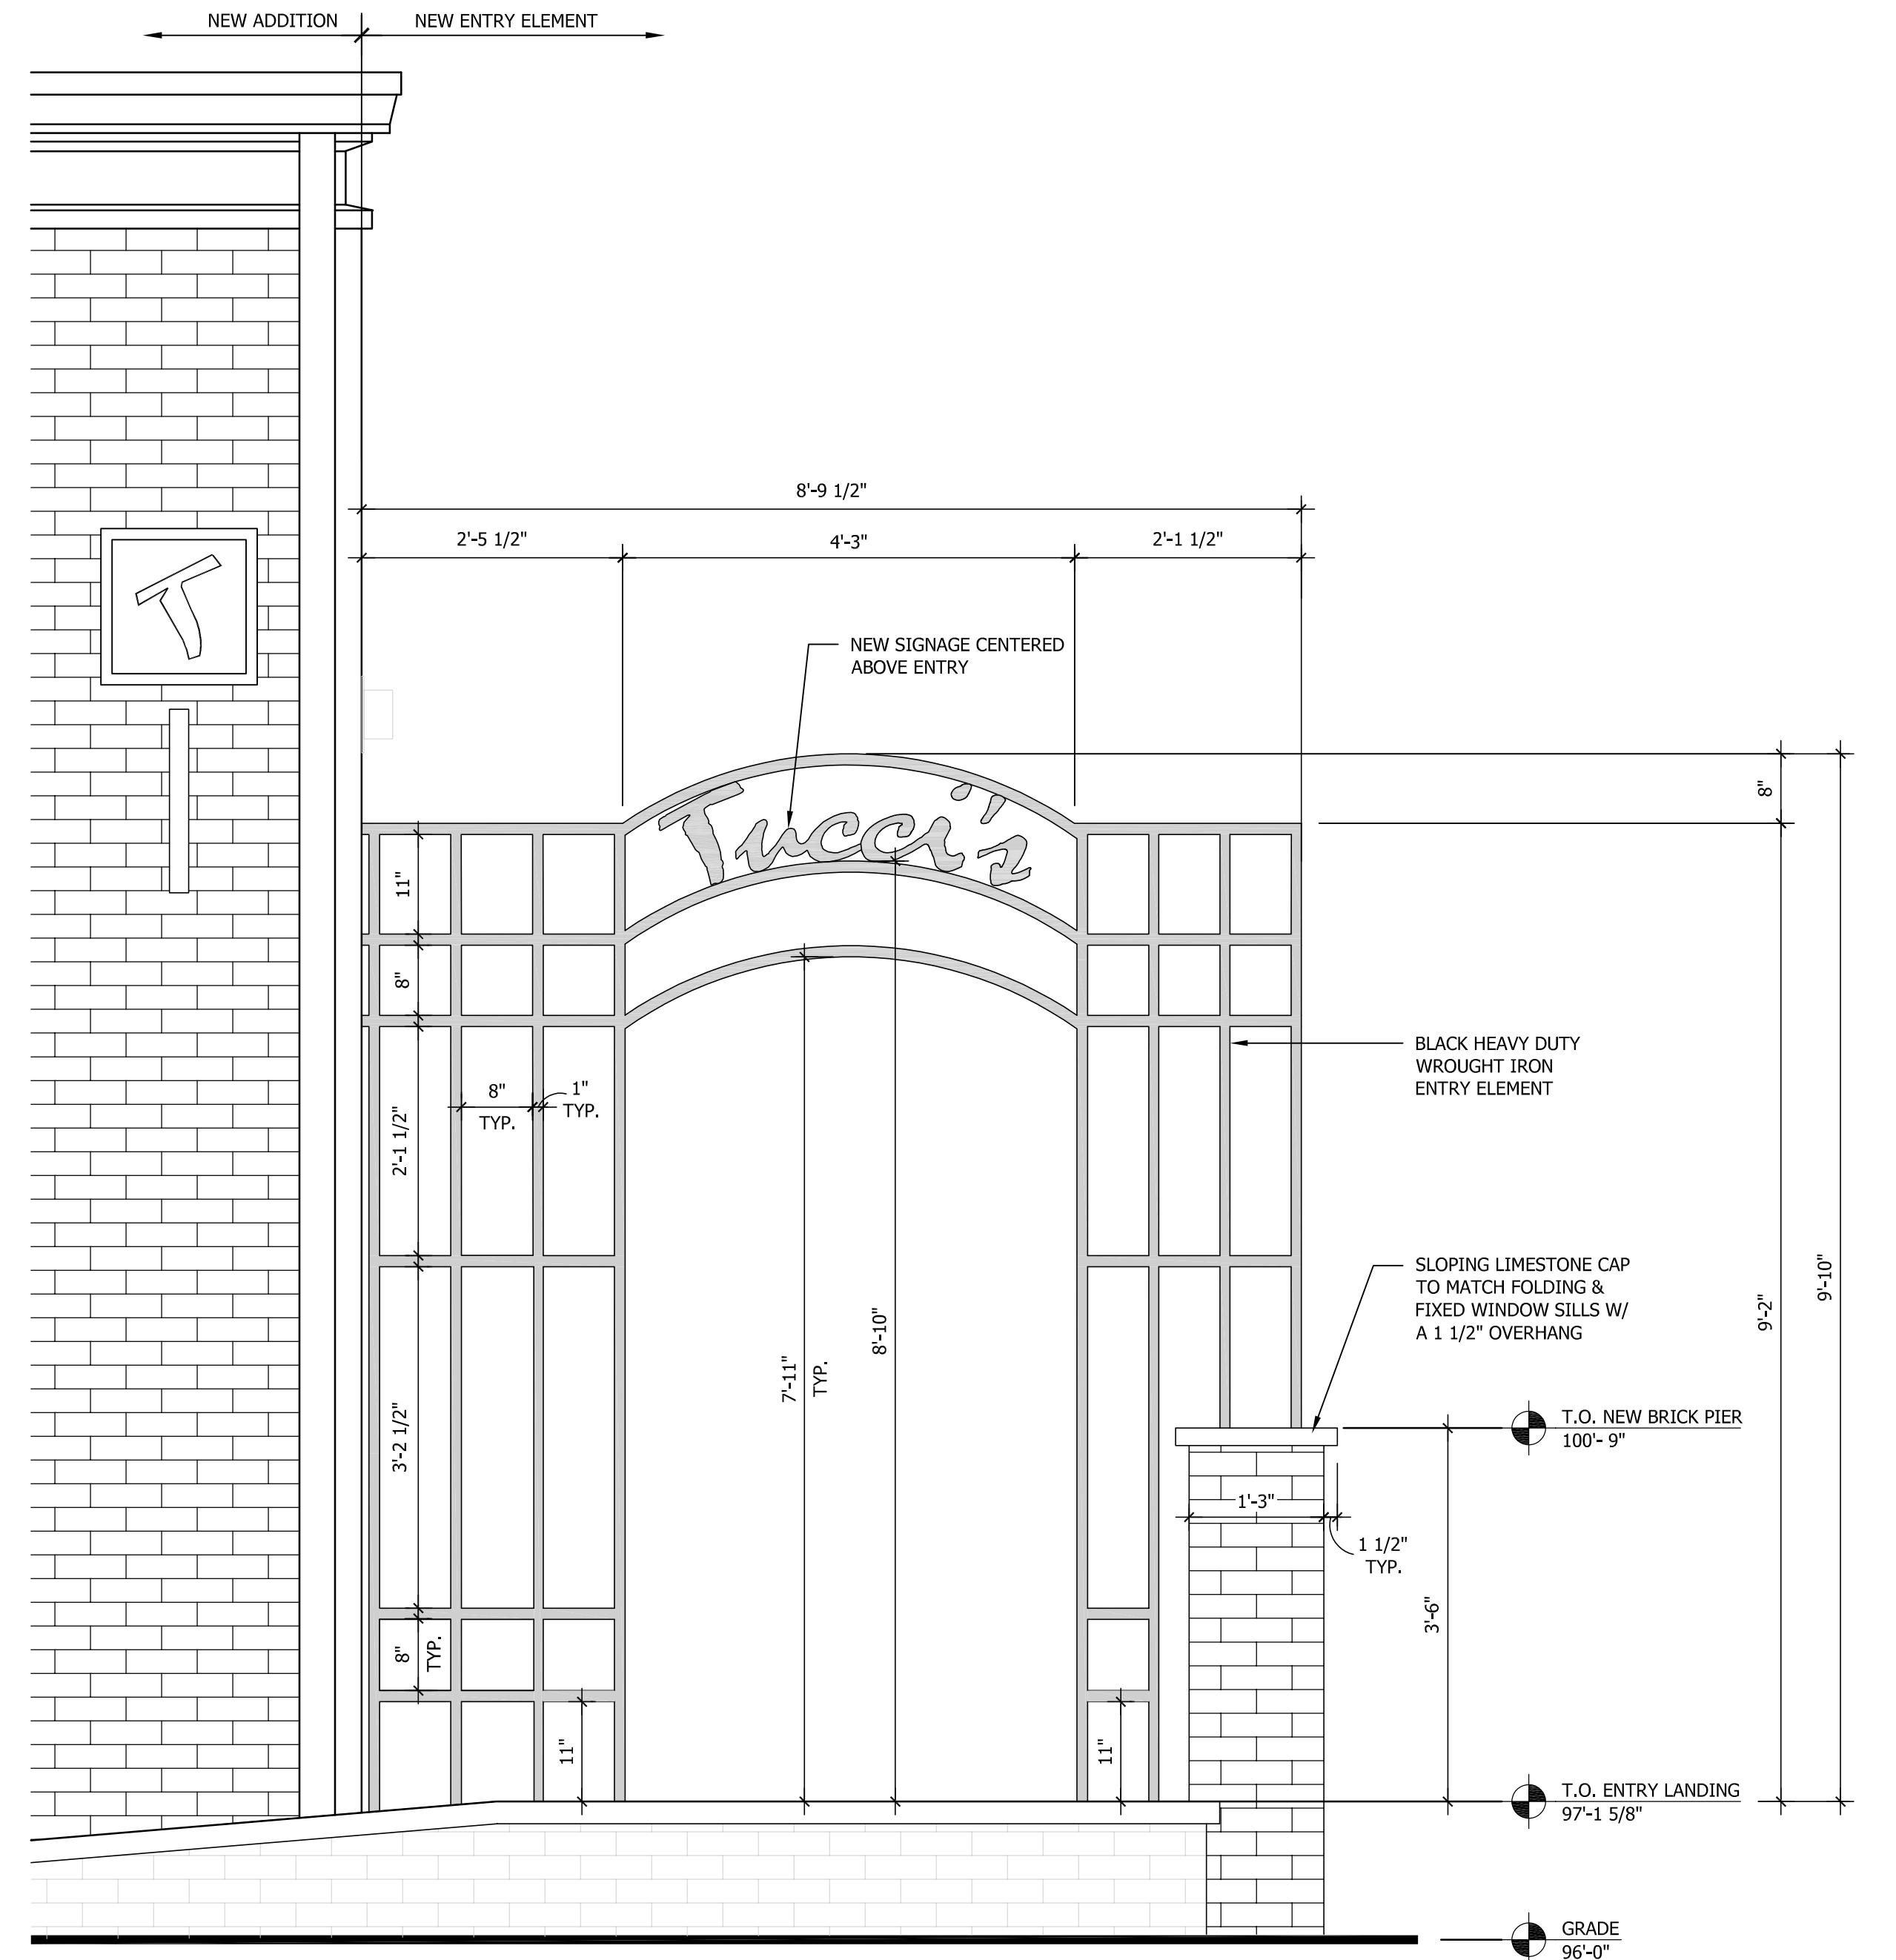 NEW ADDITION
NEW ENTRY ELEMENT
8'-9 1/2"
2'-5 1/2"
4'-3"
2'-1 1/2"
T
NEW SIGNAGE CENTERED
ABOVE ENTRY
Tucci's
8"
11"
8"
BLACK HEAVY DUTY
WROUGHT IRON
ENTRY ELEMENT
8"
TYP.
1"
TYP.
2'-1 1/2"
SLOPING LIMESTONE CAP
TO MATCH FOLDING &
FIXED WINDOW SILLS W/
A 1 1/2" OVERHANG
9'-2"
9'-10"
8'-10"
7'-11"
TYP.
3'-2 1/2"
T.O. NEW BRICK PIER
100'- 9"
1'-3"
1 1/2"
TYP.
3'-6"
8"
TYP.
11"
11"
T.O. ENTRY LANDING
97'-1 5/8"
GRADE
96'-0"